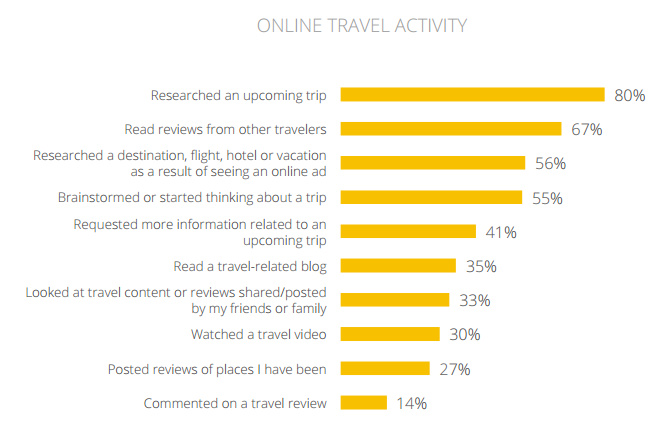 ONLINE TRAVEL ACTIVITY
Researched an upcoming trip 80%
Read reviews from other travelers 67%
Researched a destination, flight, hotel or vacation
as a result of seeing an online ad 56%
Brainstormed or started thinking about a trip 55%
Requested more information related to an
upcoming trip 41%
Read a travel-related blog 35%
Looked at travel content or reviews shared/posted
by my friends or family 33%
Watched a travel video 30%
Posted reviews of places I have been 27%
Commented on a travel review 14%